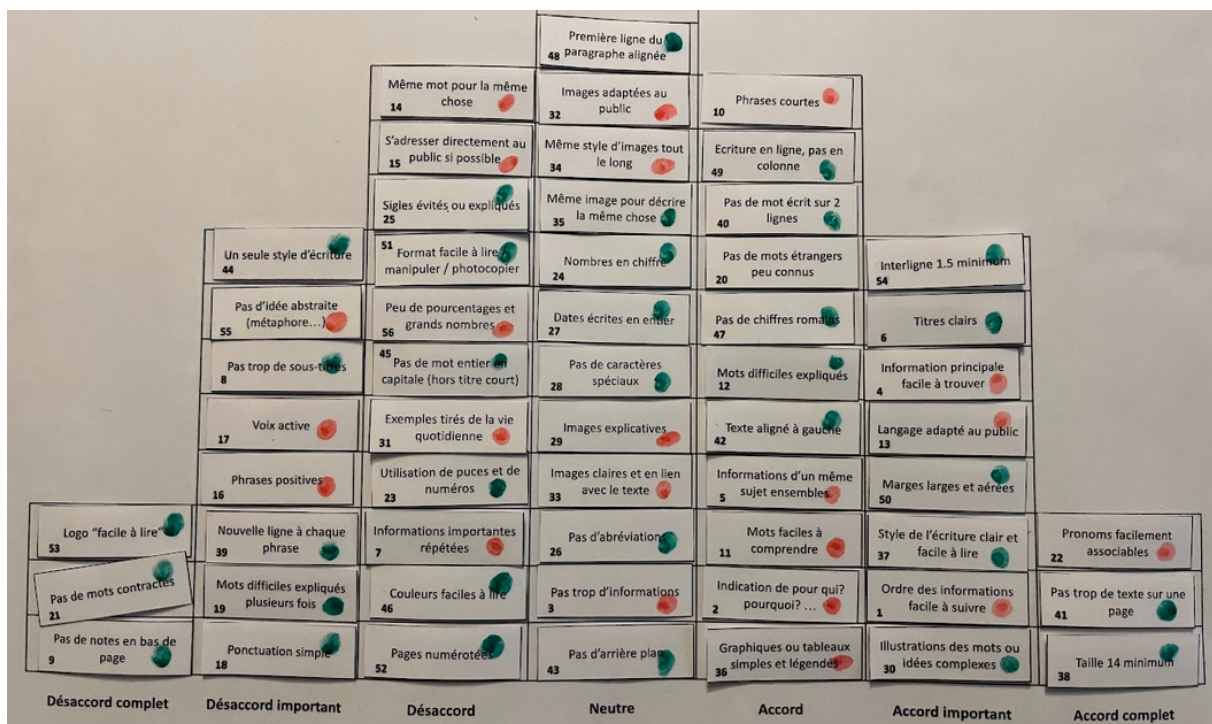 Logo "facile à lire"
53
Pas de mots contractés
21
Pas de notes en bas de
9 page
Désaccord complet
Un seule style d'écriture
44
Pas d'idée abstraite
55 (métaphore...)
Pas trop de sous-titres
8
Voix active
17
Phrases positives
16
Nouvelle ligne à chaque
39 phrase
Mots difficiles expliqués
19 plusieurs fois
Ponctuation simple
18
Désaccord important
Même mot pour la même
14 chose
S'adresser directement au
15 public si possible
Sigles évités ou expliqués
25
51 Format facile à lire /
manipuler / photocopier
Peu de pourcentages et
56 grands nombres
45 Pas de mot entier en
capitale (hors titre court)
Exemples tirés de la vie
31 quotidienne
Utilisation de puces et de
23 numéros
Informations importantes
7 répétées
Couleurs faciles à lire
46
Pages numérotées
52
Désaccord
Première ligne du
48 paragraphe alignée
Images adaptées au
32 public
Même style d'images tout
34 le long
Même image pour décrire
35 la même chose
Nombres en chiffre
24
Dates écrites en entier
27
Pas de caractères
28 spéciaux
Images explicatives
29
Images claires et en lien
33 avec le texte
Pas d'abréviations
26
Pas trop d'informations
3
Pas d'arrière plan
43
Neutre
Phrases courtes
10
Ecriture en ligne, pas en
49 colonne
Pas de mot écrit sur 2
40 lignes
Pas de mots étrangers
20 peu connus
Pas de chiffres romains
47
Mots difficiles expliqués
12
Texte aligné à gauche
42
Informations d'un même
5 sujet ensembles
Mots faciles à
11 comprendre
Indication de pour qui?
2 pourquoi? ...
Graphiques ou tableaux
36 simples et légendés
Accord
Interligne 1.5 minimum
54
Titres clairs
6
Information principale
4 facile à trouver
Langage adapté au public
13
Marges larges et aérées
50
Style de l'écriture clair et
37 facile à lire
Ordre des informations
1 facile à suivre
Illustrations des mots ou
30 idées complexes
Accord important
Pronoms facilement
22 associables
Pas trop de texte sur une
41 page
Taille 14 minimum
38
Accord complet